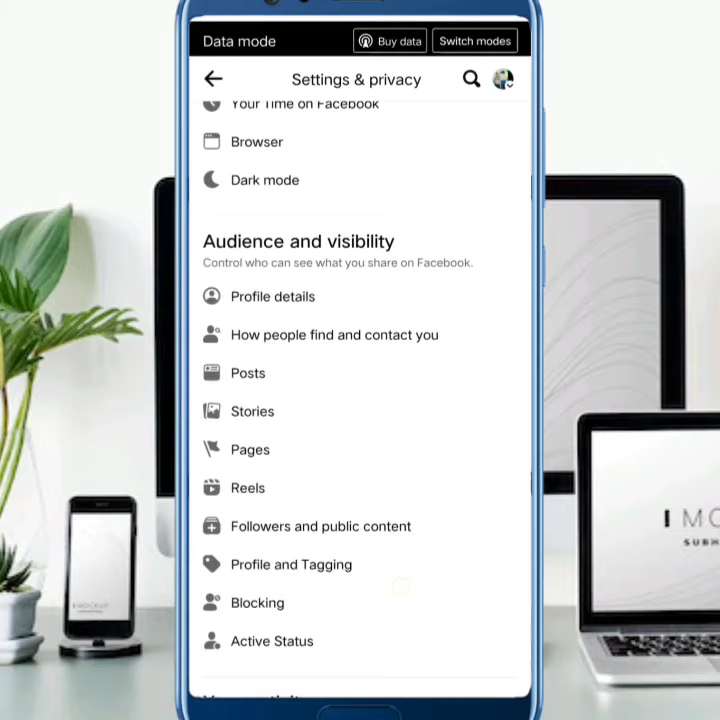 Data mode
Buy data
Switch modes
Settings & privacy
Your Time on Facebook
Browser
Dark mode
Audience and visibility
Control who can see what you share on Facebook.
Profile details
How people find and contact you
Posts
Stories
Pages
Reels
Followers and public content
Profile and Tagging
Blocking
Active Status
I MO
SUBH